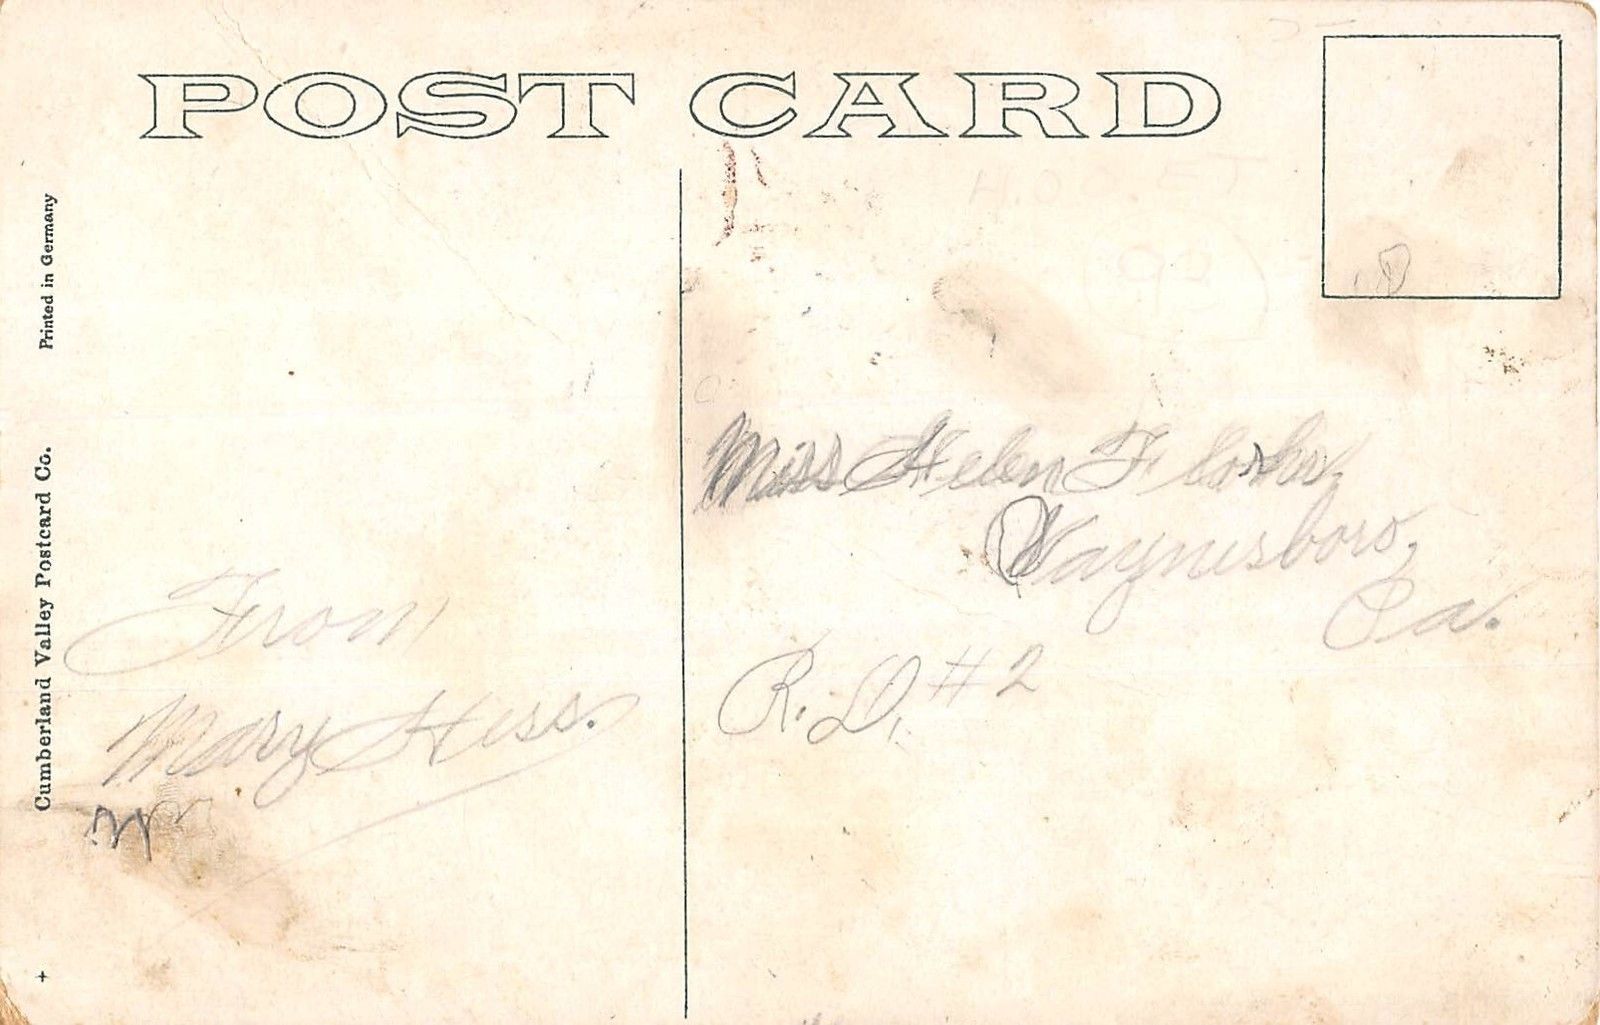 POST CARD
Printed in Germany
Cumberland Valley Postcard Co.
Miss Helen
Waynesboro,
Pa.
R.D. #2
From
Mary Hess.